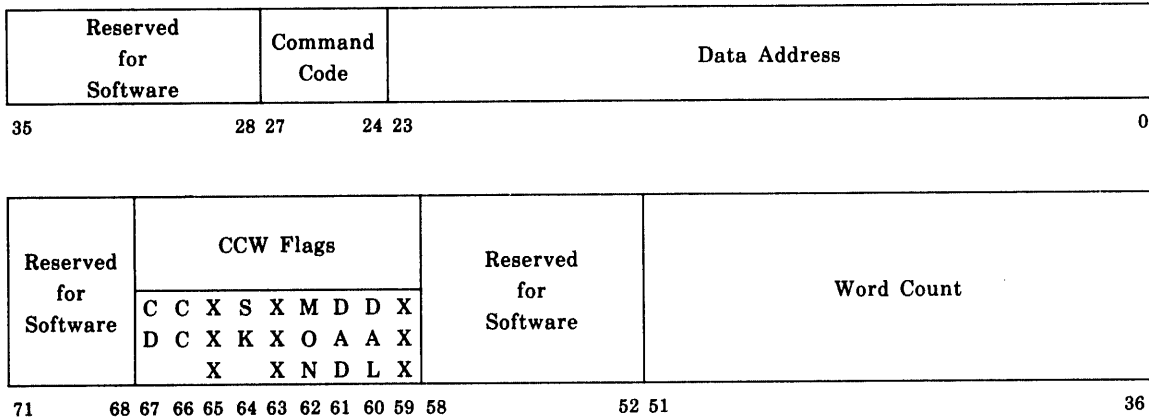 Reserved
for
Software
Command
Code
Data Address
35 28 27 24 23 0
Reserved
for
Software
CCW Flags
C C X S X M D D X
D C X K X O A A X
X X N D L X
Reserved
for
Software
Word Count
71 68 67 66 65 64 63 62 61 60 59 58 52 51 36